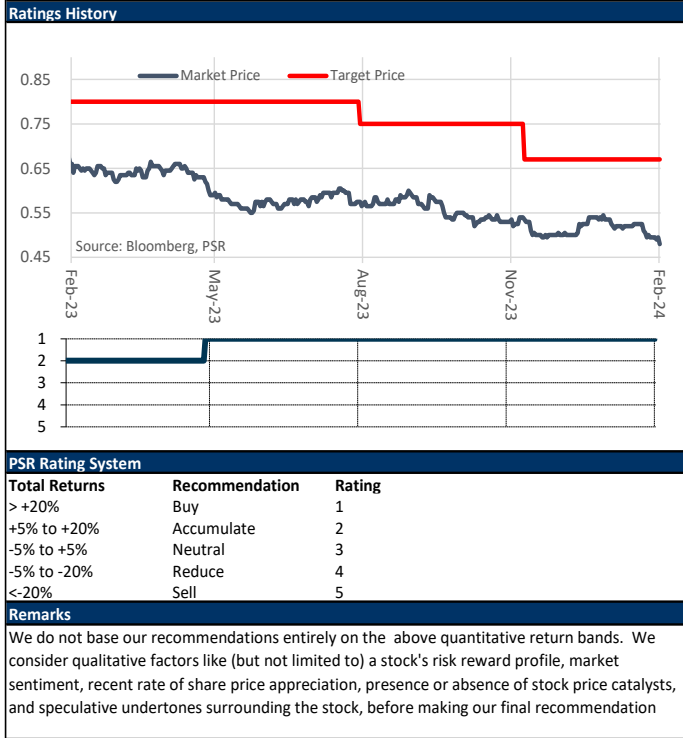 Ratings History
Market Price
Target Price
0.85
0.75
0.65
0.55
0.45
Source: Bloomberg, PSR
Feb-23
May-23
Aug-23
Nov-23
Feb-24
1
2
3
4
5
PSR Rating System
Total Returns Recommendation Rating
> +20% Buy 1
+5% to +20% Accumulate 2
-5% to +5% Neutral 3
-5% to -20% Reduce 4
<-20% Sell 5
Remarks
We do not base our recommendations entirely on the above quantitative return bands. We
consider qualitative factors like (but not limited to) a stock's risk reward profile, market
sentiment, recent rate of share price appreciation, presence or absence of stock price catalysts,
and speculative undertones surrounding the stock, before making our final recommendation